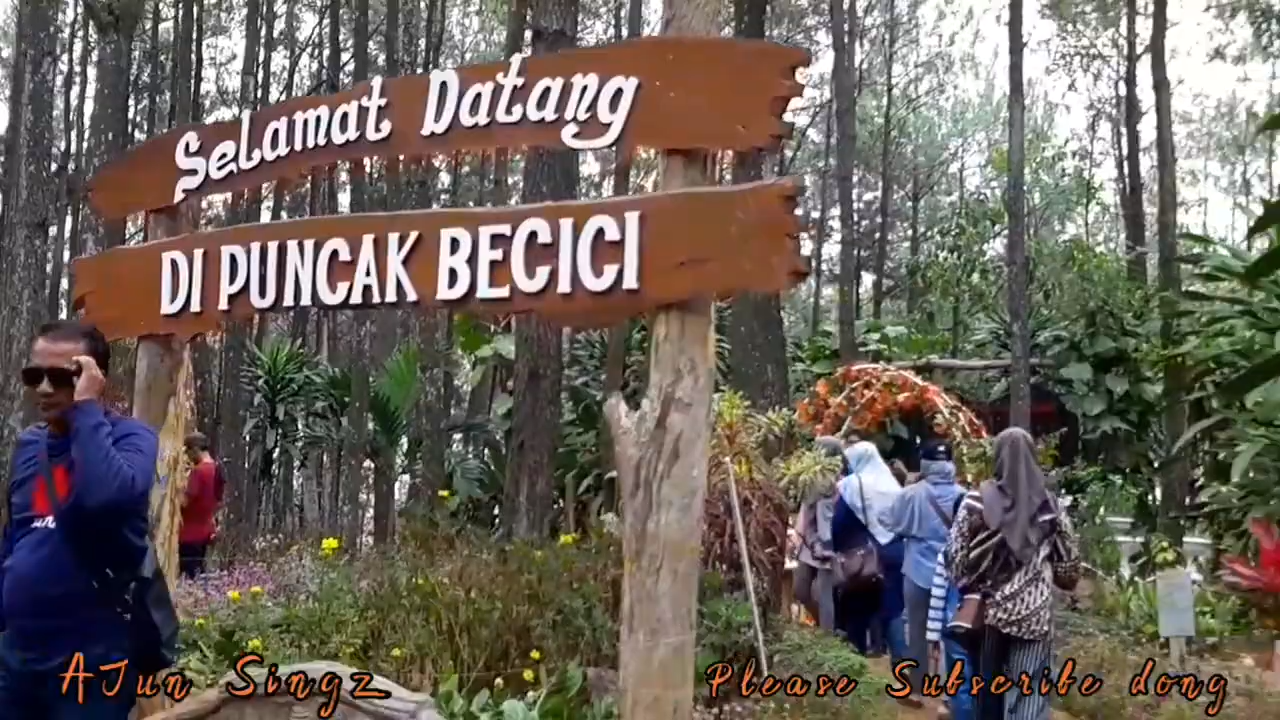 Selamat Datang
DI PUNCAK BECICI
AJun Singz
Please Subscribe dong